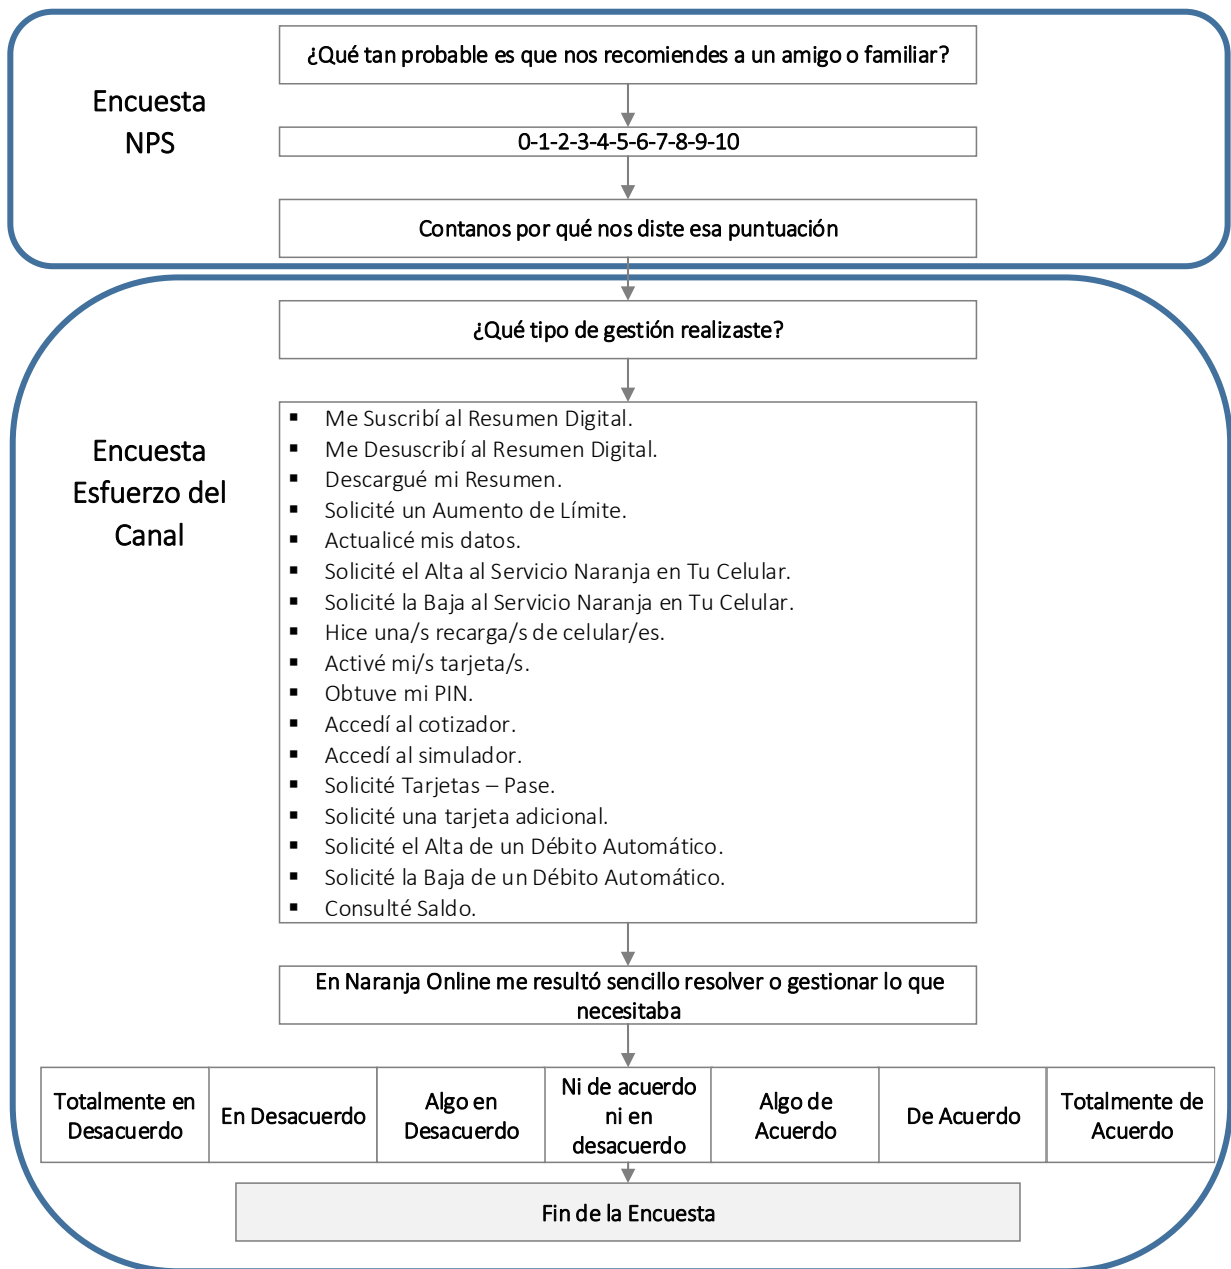 ¿Qué tan probable es que nos recomiendes a un amigo o familiar?
Encuesta
NPS
0-1-2-3-4-5-6-7-8-9-10
Contanos por qué nos diste esa puntuación
¿Qué tipo de gestión realizaste?
Encuesta
Esfuerzo del
Canal
▪ Me Suscribí al Resumen Digital.
▪ Me Desuscribí al Resumen Digital.
▪ Descargué mi Resumen.
▪ Solicité un Aumento de Límite.
▪ Actualicé mis datos.
▪ Solicité el Alta al Servicio Naranja en Tu Celular.
▪ Solicité la Baja al Servicio Naranja en Tu Celular.
▪ Hice una/s recarga/s de celular/es.
▪ Activé mi/s tarjeta/s.
▪ Obtuve mi PIN.
▪ Accedí al cotizador.
▪ Accedí al simulador.
▪ Solicité Tarjetas – Pase.
▪ Solicité una tarjeta adicional.
▪ Solicité el Alta de un Débito Automático.
▪ Solicité la Baja de un Débito Automático.
▪ Consulté Saldo.
En Naranja Online me resultó sencillo resolver o gestionar lo que
necesitaba
Totalmente en
Desacuerdo
En Desacuerdo
Algo en
Desacuerdo
Ni de acuerdo
ni en
desacuerdo
Algo de
Acuerdo
De Acuerdo
Totalmente de
Acuerdo
Fin de la Encuesta